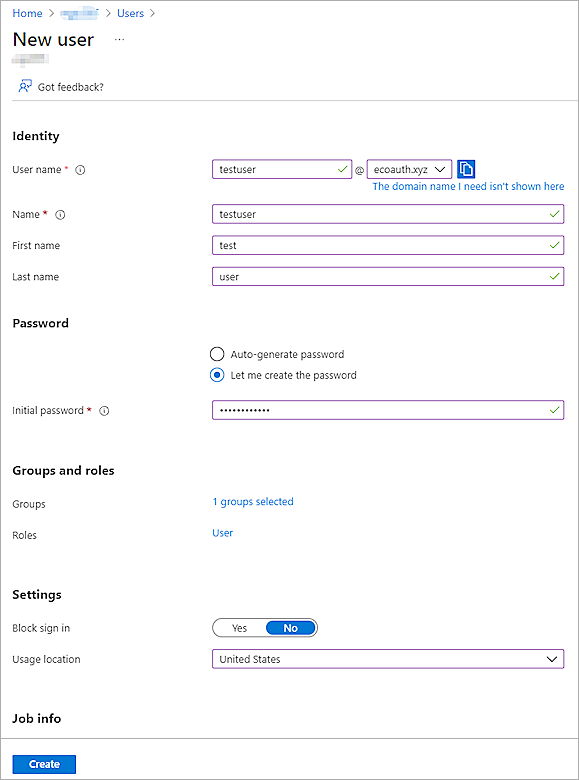 Home > > Users >
New user ...
Got feedback?
Identity
User name * testuser @ ecoauth.xyz
The domain name I need isn't shown here
Name * testuser
First name test
Last name user
Password
Auto-generate password
Let me create the password
Initial password * ••••••••••••
Groups and roles
Groups 1 groups selected
Roles User
Settings
Block sign in Yes No
Usage location United States
Job info
Create